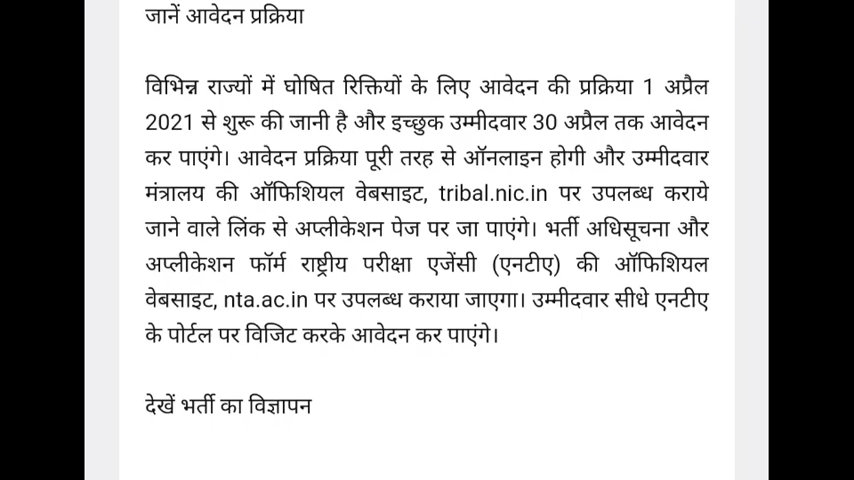 जानें आवेदन प्रक्रिया
विभिन्न राज्यों में घोषित रिक्तियों के लिए आवेदन की प्रक्रिया 1 अप्रैल
2021 से शुरू की जानी है और इच्छुक उम्मीदवार 30 अप्रैल तक आवेदन
कर पाएंगे। आवेदन प्रक्रिया पूरी तरह से ऑनलाइन होगी और उम्मीदवार
मंत्रालय की ऑफिशियल वेबसाइट, tribal.nic.in पर उपलब्ध कराये
जाने वाले लिंक से अप्लीकेशन पेज पर जा पाएंगे। भर्ती अधिसूचना और
अप्लीकेशन फॉर्म राष्ट्रीय परीक्षा एजेंसी (एनटीए) की ऑफिशियल
वेबसाइट, nta.ac.in पर उपलब्ध कराया जाएगा। उम्मीदवार सीधे एनटीए
के पोर्टल पर विजिट करके आवेदन कर पाएंगे।
देखें भर्ती का विज्ञापन